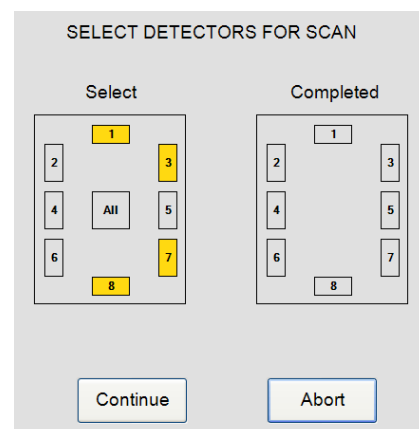 SELECT DETECTORS FOR SCAN
Select Completed
1 1
2 3 2 3
4 All 5 4 5
6 7 6 7
8 8
Continue Abort